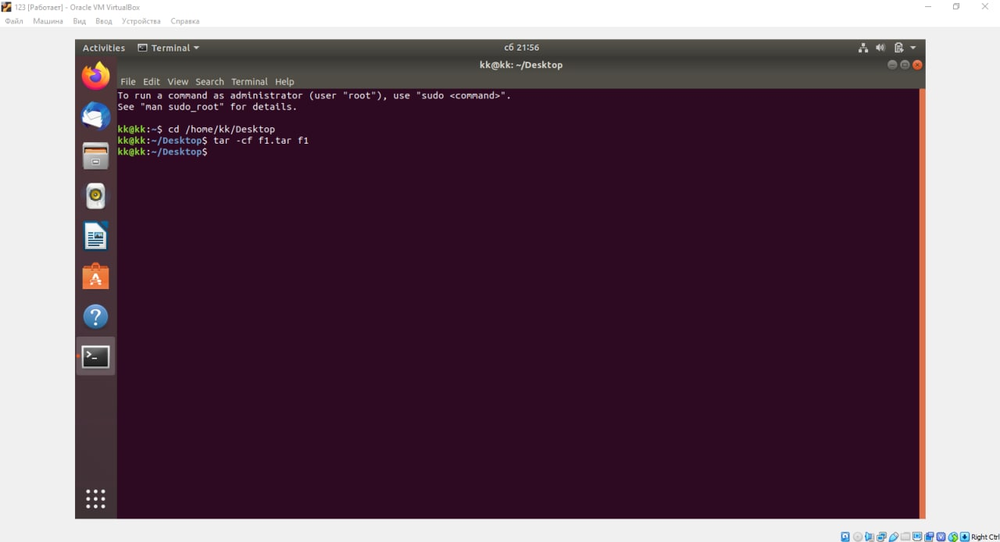 123 [Работает] - Oracle VM VirtualBox
Файл Машина Вид Ввод Устройства Справка
Activities Terminal сб 21:56
kk@kk: ~/Desktop
File Edit View Search Terminal Help
To run a command as administrator (user "root"), use "sudo <command>".
See "man sudo_root" for details.
kk@kk:~$ cd /home/kk/Desktop
kk@kk:~/Desktop$ tar -cf f1.tar f1
kk@kk:~/Desktop$
Right Ctrl